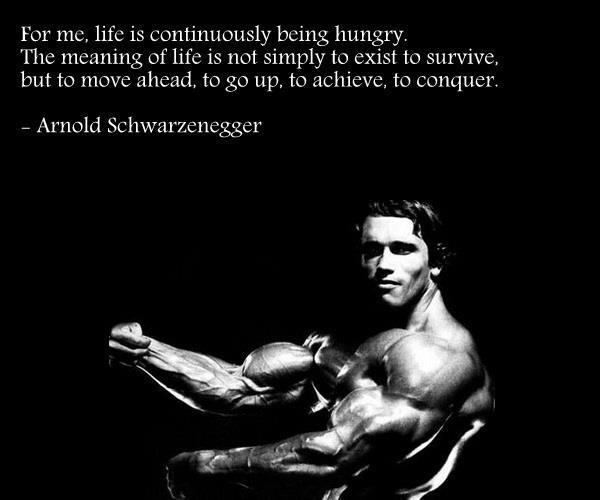 For me, life is continuously being hungry.
The meaning of life is not simply to exist to survive,
but to move ahead, to go up, to achieve, to conquer.
- Arnold Schwarzenegger